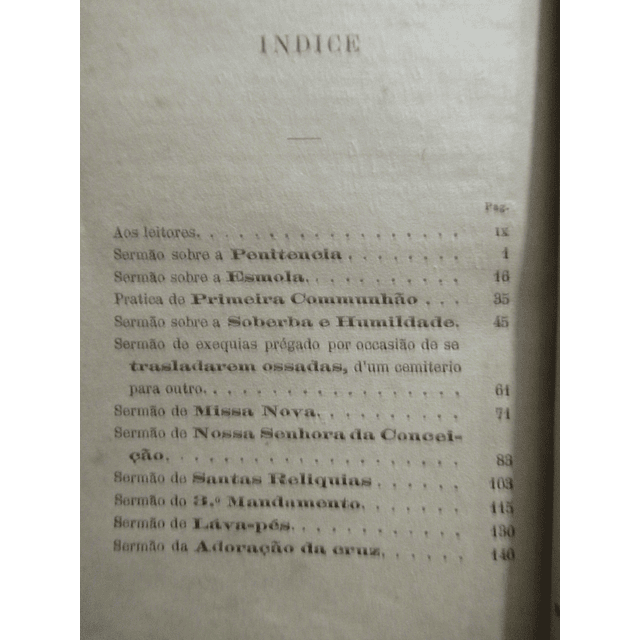 INDICE
Pag.
Aos leitores. . . . . . . . . . . . . . . . . IX
Sermão sobre a Penitencia . . . . . . . . 1
Sermão sobre a Esmola. . . . . . . . . . 16
Pratica de Primeira Communhão . . . 35
Sermão sobre a Soberba e Humildade. 45
Sermão de exequias prégado por occasião de se
trasladarem ossadas, d'um cemiterio
para outro. . . . . . . . . . . . . . . . 61
Sermão de Missa Nova. . . . . . . . . . 71
Sermão de Nossa Senhora da Concei-
ção. . . . . . . . . . . . . . . . . . . 83
Sermão de Santas Reliquias . . . . . . 103
Sermão do 3.º Mandamento. . . . . . . 115
Sermão de Láva-pés. . . . . . . . . . . . 130
Sermão da Adoração da cruz. . . . . . 140